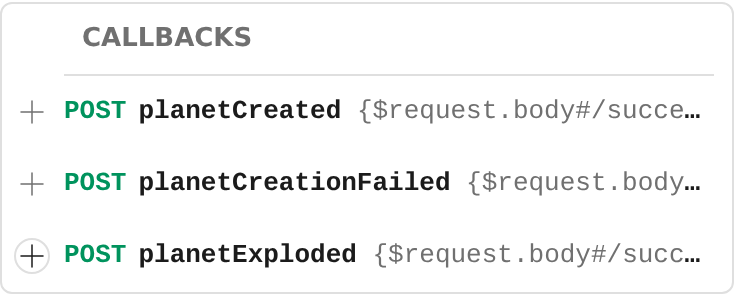 CALLBACKS
POST planetCreated {$request.body#/succe…
POST planetCreationFailed {$request.body…
POST planetExploded {$request.body#/succ…